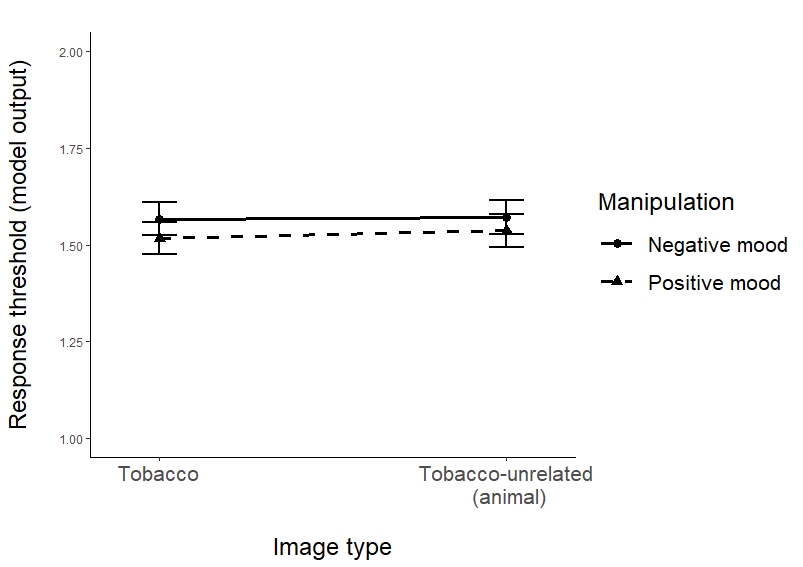 Response threshold (model output)
2.00
1.75
1.50
1.25
1.00
Tobacco
Tobacco-unrelated
(animal)
Image type
Manipulation
Negative mood
Positive mood